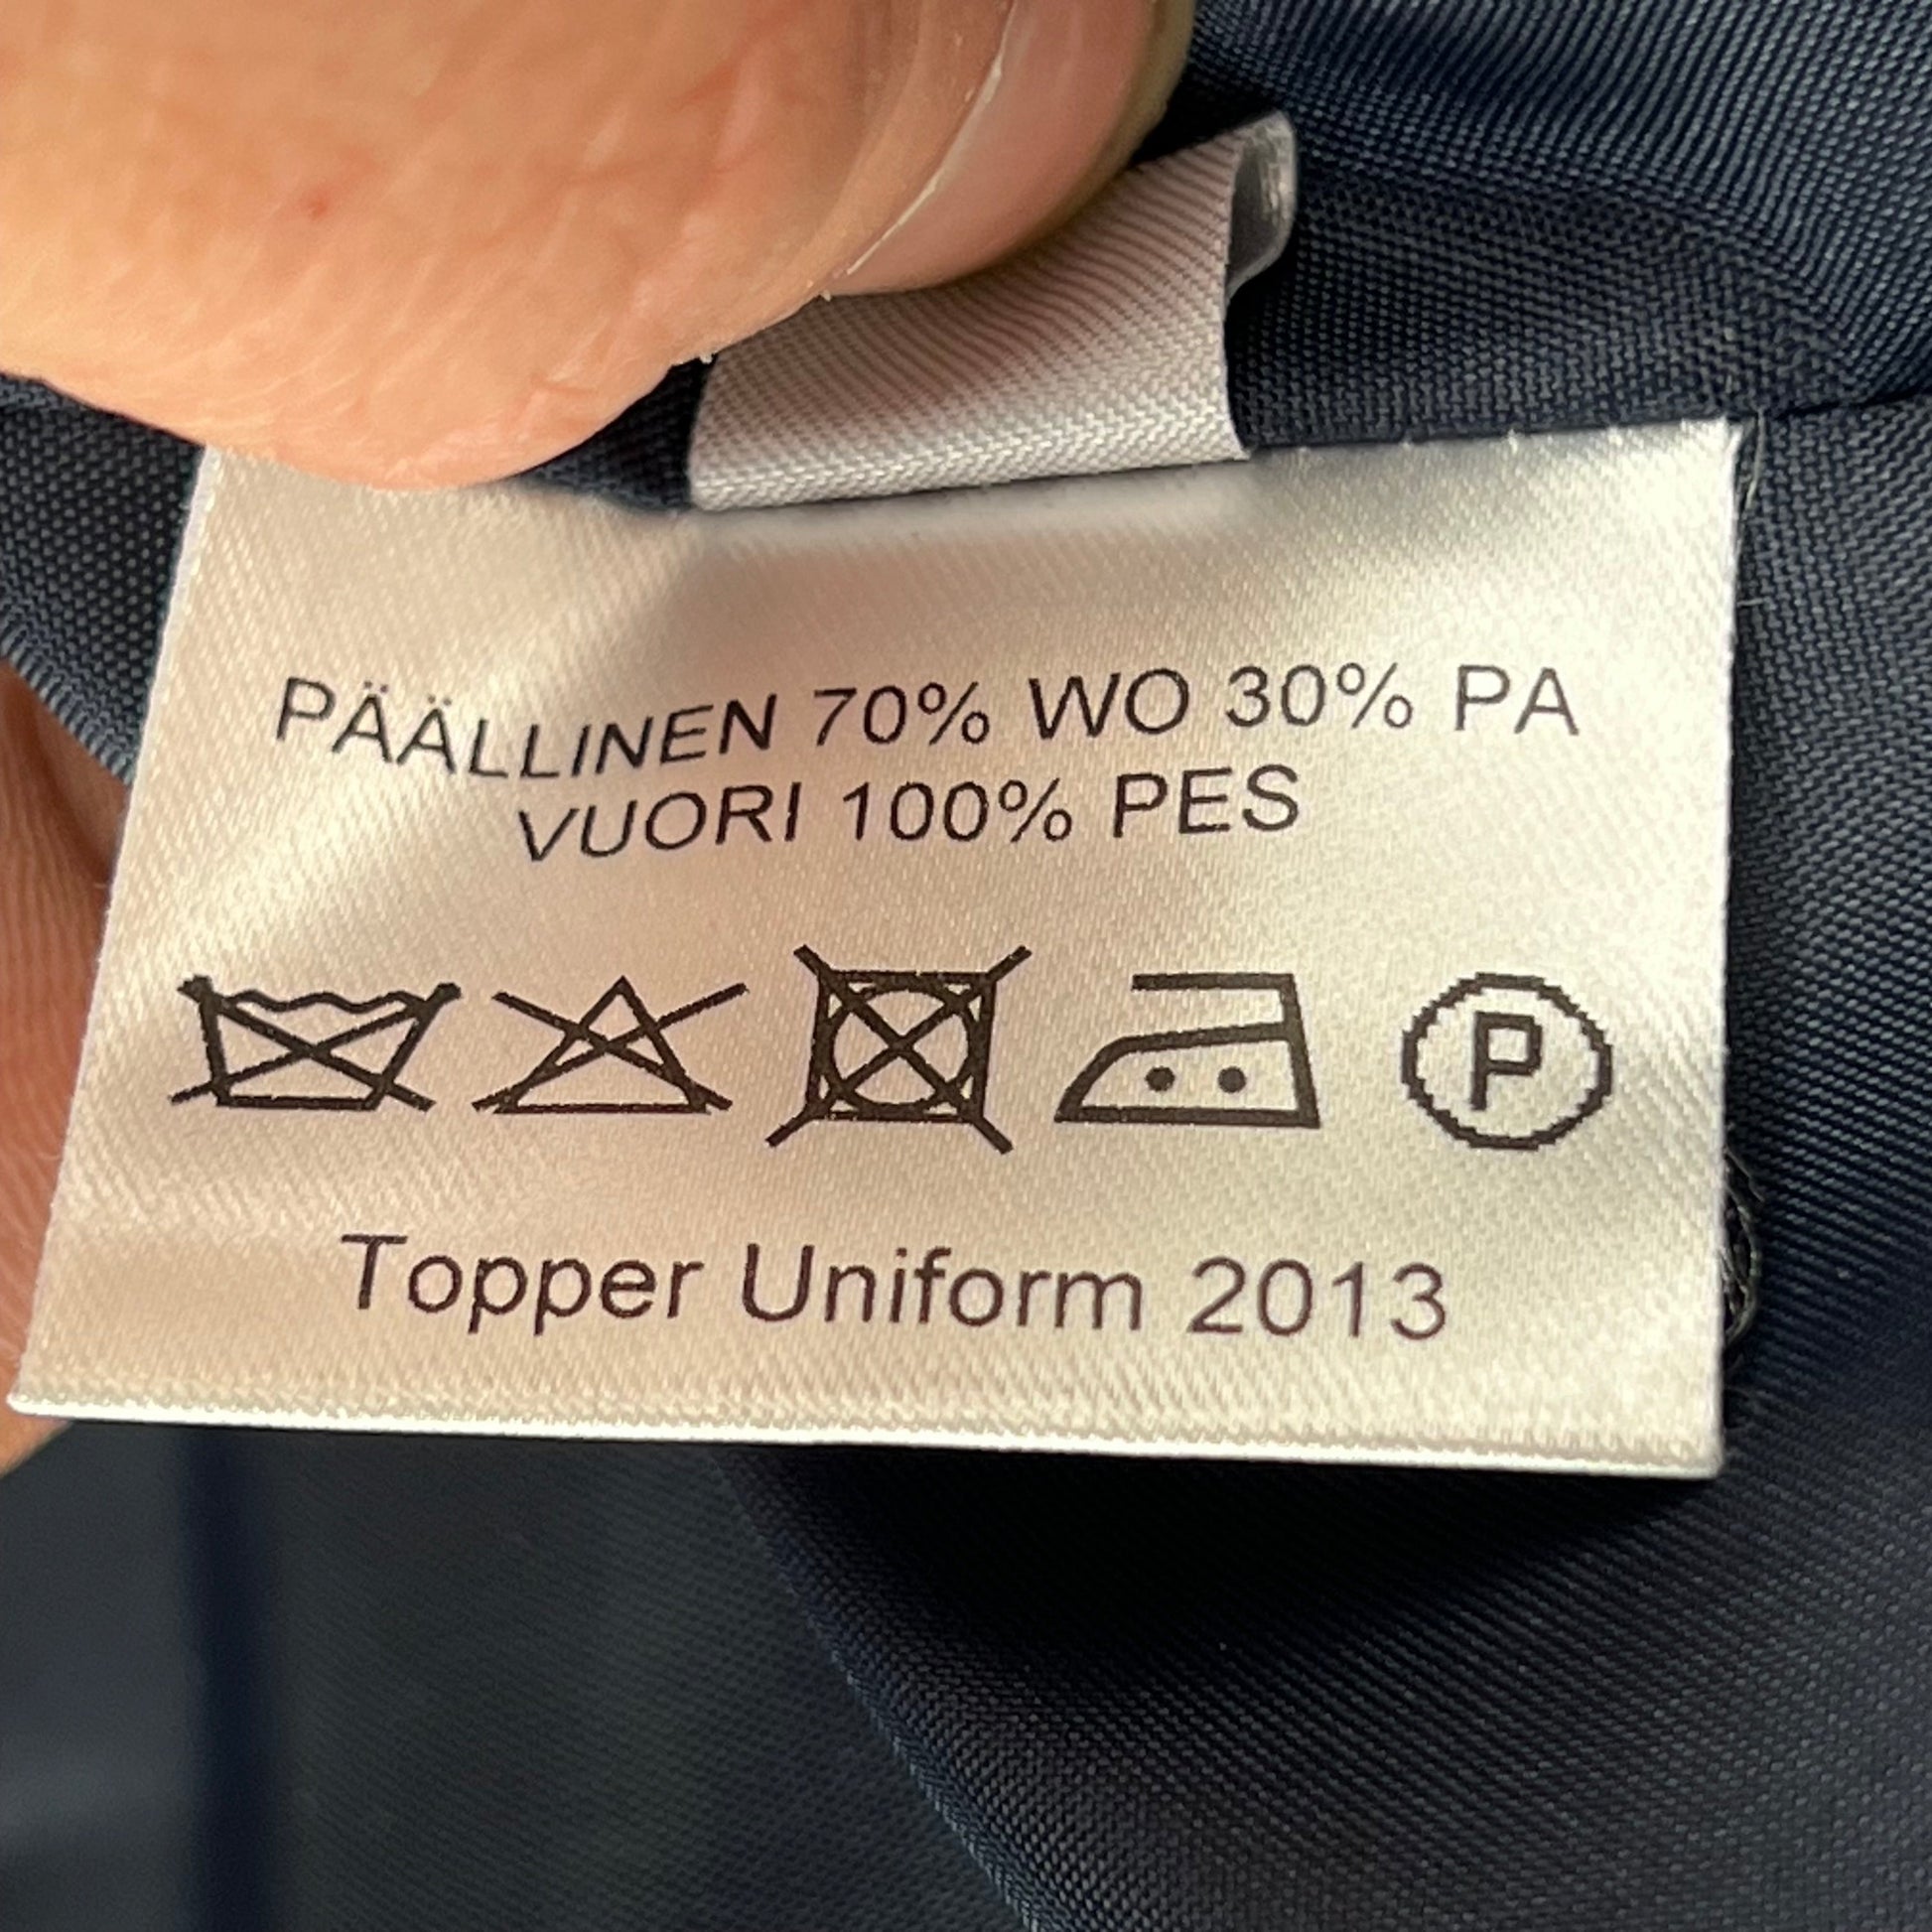 PÄÄLLINEN 70% WO 30% PA
VUORI 100% PES
P
Topper Uniform 2013